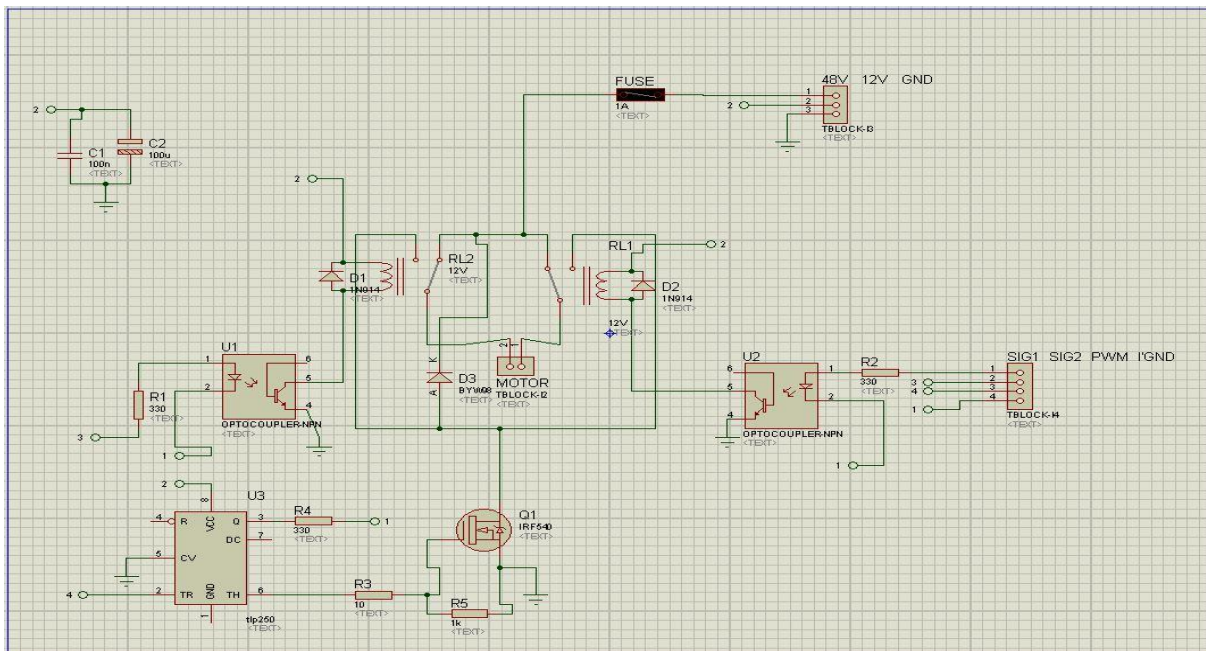 FUSE
1A
<TEXT>
48V 12V GND
1
2
3
2
TBLOCK-I3
<TEXT>
2
C1
100n
<TEXT>
C2
100u
<TEXT>
2
RL2
12V
<TEXT>
RL1
2
D1
1N914
<TEXT>
D2
1N914
<TEXT>
12V
<TEXT>
2
1
MOTOR
TBLOCK-I2
<TEXT>
K
A
D3
BYW98
<TEXT>
U1
1
2
6
5
4
OPTOCOUPLER-NPN
<TEXT>
R1
330
<TEXT>
3
1
U2
6
5
4
1
2
OPTOCOUPLER-NPN
<TEXT>
R2
330
<TEXT>
SIG1 SIG2 PWM I'GND
1
2
3
4
3
4
1
TBLOCK-I4
<TEXT>
1
2
U3
8
4
R
VCC
Q
3
DC
7
5
CV
2
TR
GND
TH
6
1
tlp250
<TEXT>
4
R4
330
<TEXT>
1
Q1
IRF540
<TEXT>
R3
10
<TEXT>
R5
1k
<TEXT>